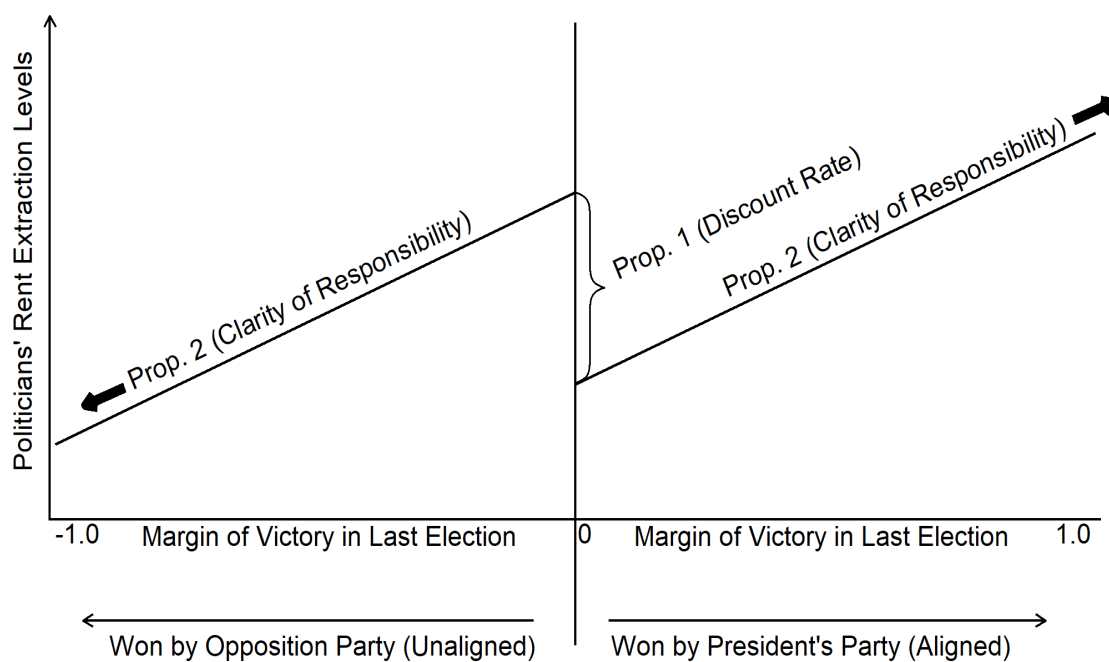 Politicians' Rent Extraction Levels
Prop. 2 (Clarity of Responsibility)
Prop. 1 (Discount Rate)
Prop. 2 (Clarity of Responsibility)
-1.0
Margin of Victory in Last Election
0
Margin of Victory in Last Election
1.0
Won by Opposition Party (Unaligned)
Won by President's Party (Aligned)